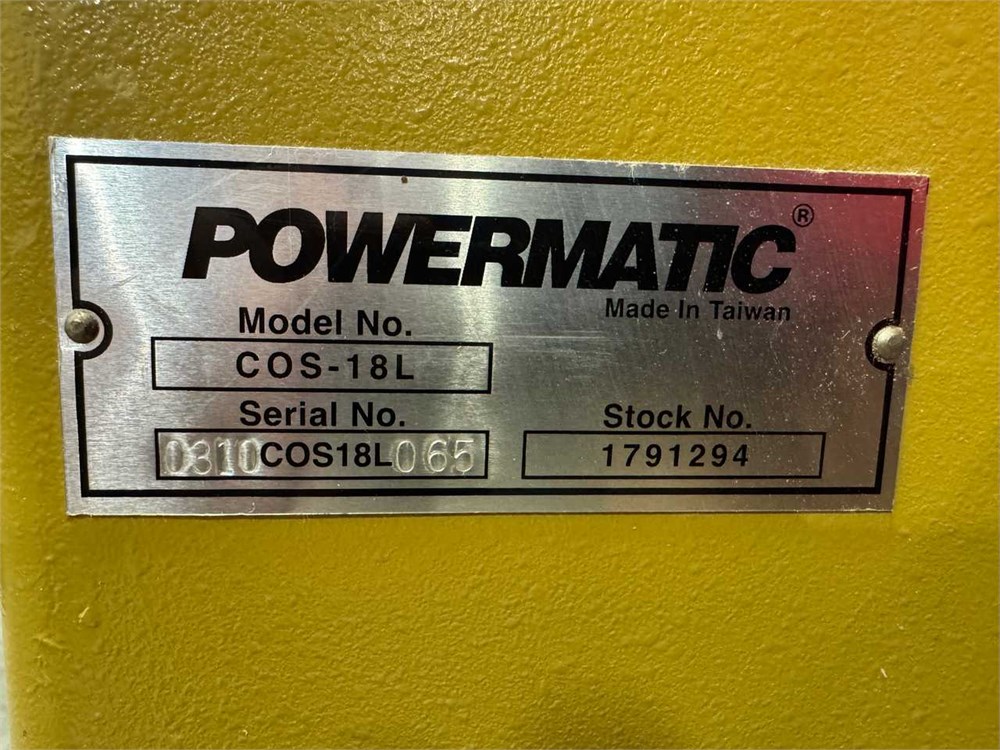 POWERMATIC®
Made In Taiwan
Model No.
COS-18L
Serial No.
0310COS18L065
Stock No.
1791294